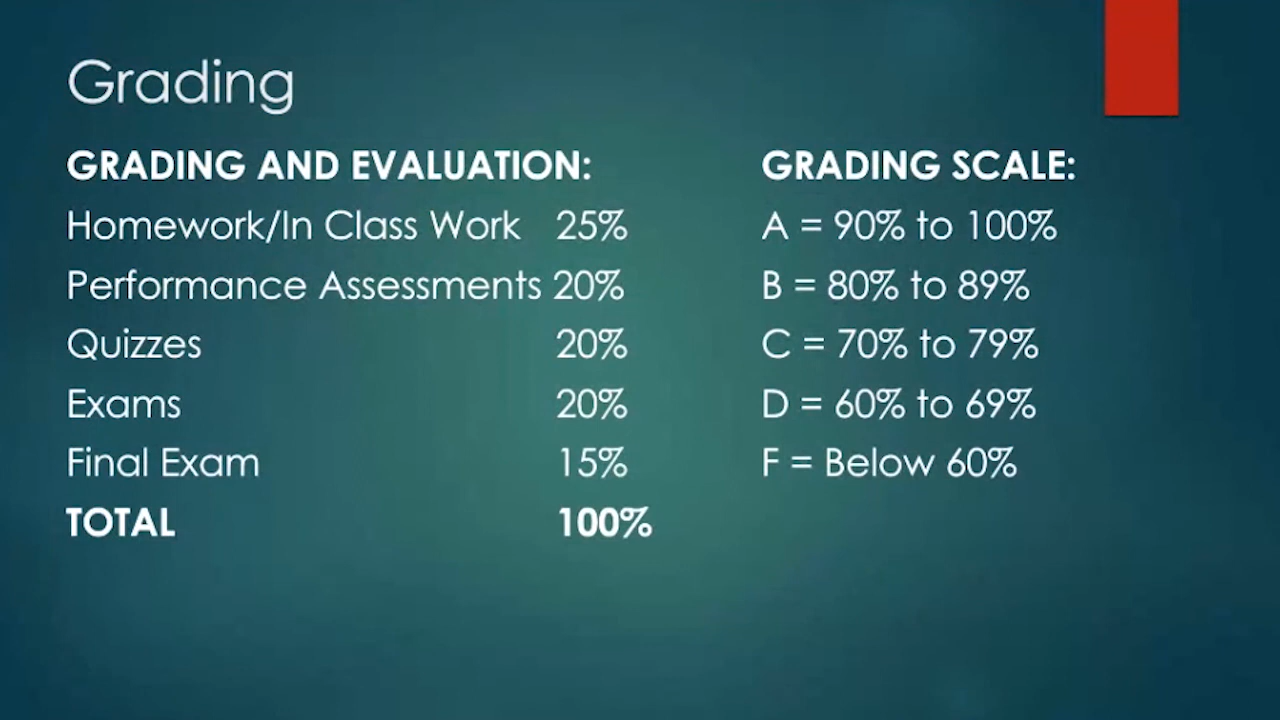 Grading
GRADING AND EVALUATION:
Homework/In Class Work 25%
Performance Assessments 20%
Quizzes 20%
Exams 20%
Final Exam 15%
TOTAL 100%
GRADING SCALE:
A = 90% to 100%
B = 80% to 89%
C = 70% to 79%
D = 60% to 69%
F = Below 60%